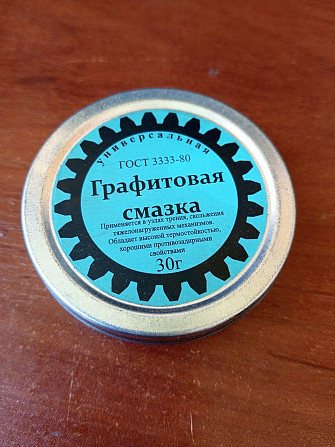 универсальная
ГОСТ 3333-80
Графитовая
смазка
Применяется в узлах трения, скольжения
тяжелонагруженных механизмов.
Обладает высокой термостойкостью,
хорошими противозадирными
свойствами
30г